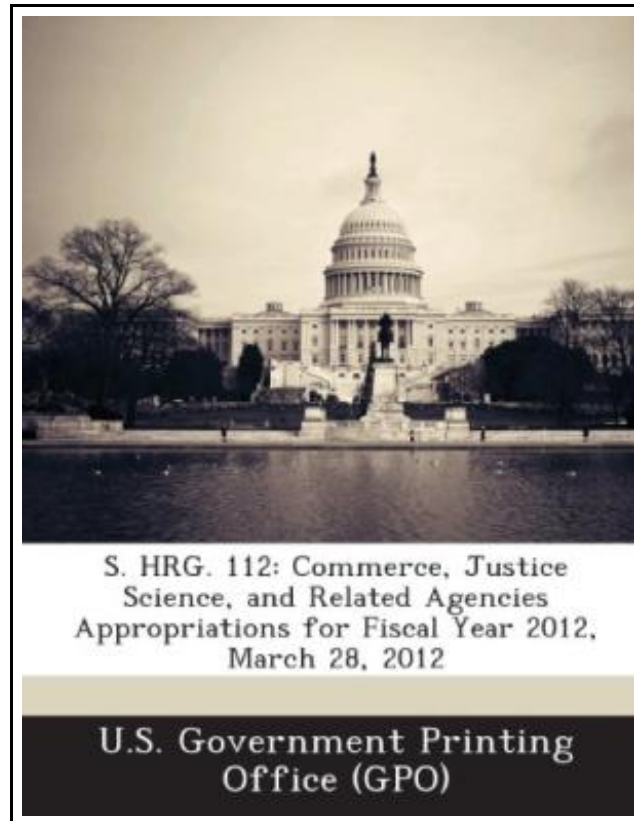 S. HRG. 112: Commerce, Justice
Science, and Related Agencies
Appropriations for Fiscal Year 2012,
March 28, 2012
U.S. Government Printing
Office (GPO)